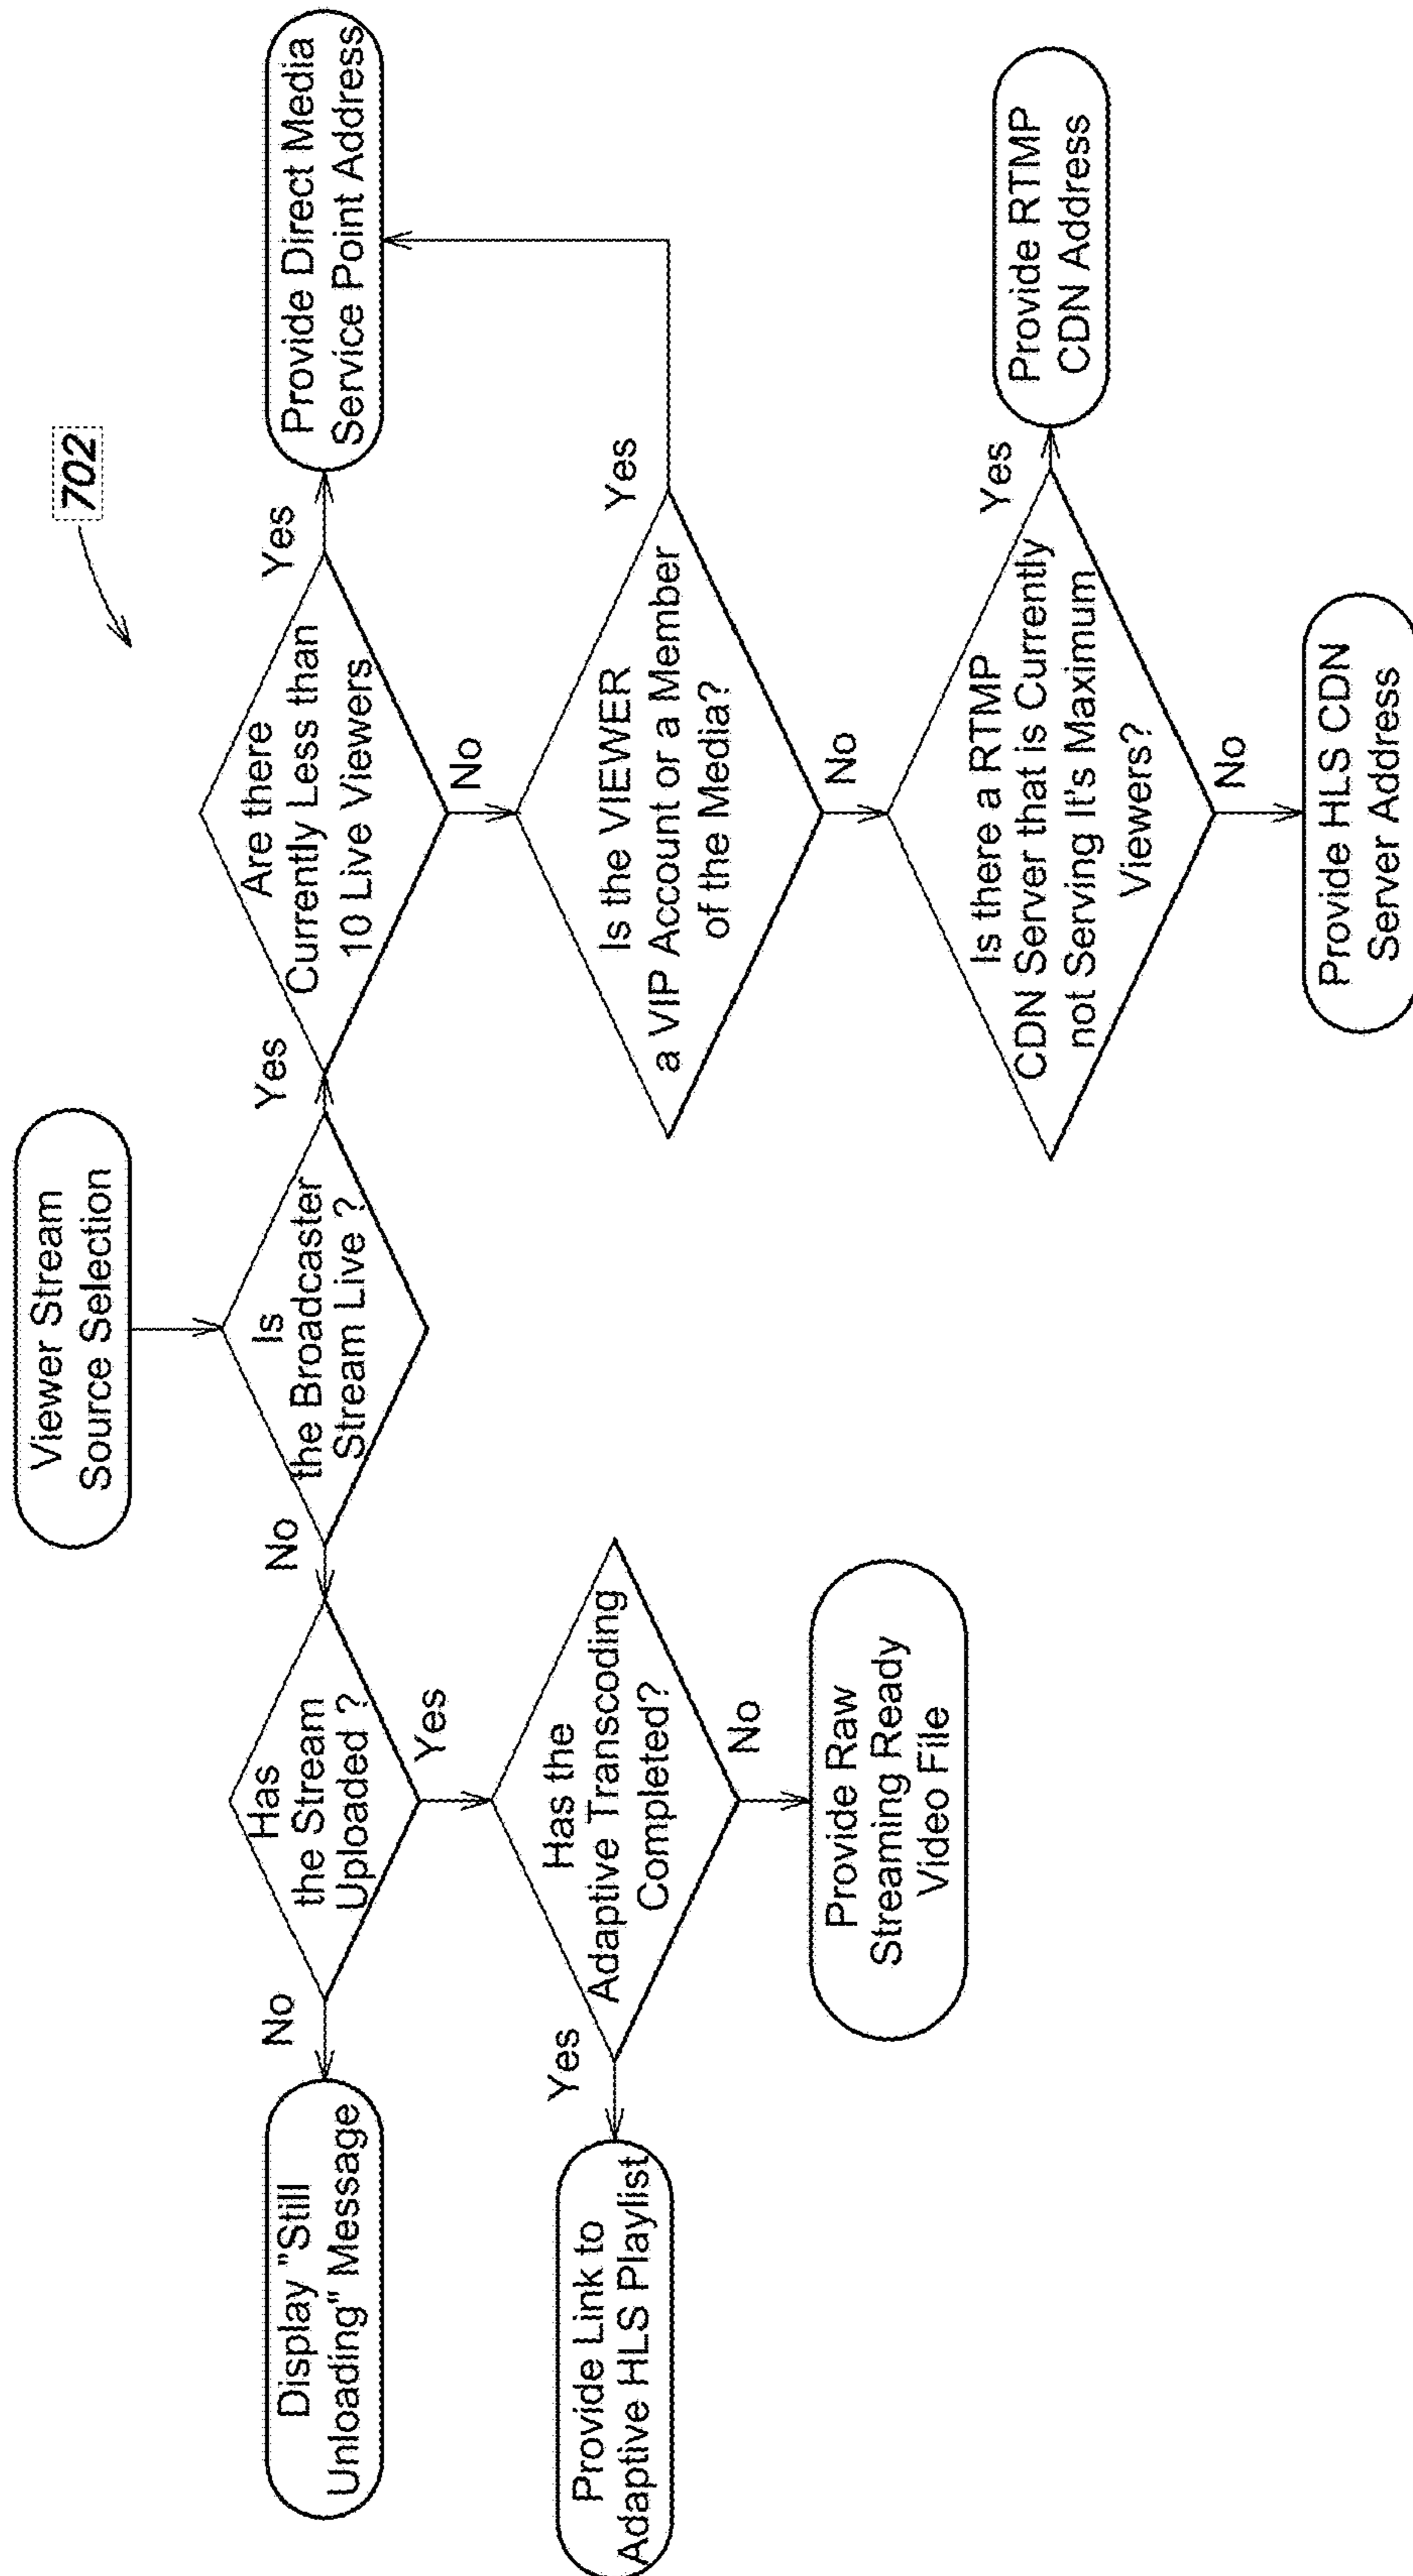 702
Viewer Stream
Source Selection
Is
the Broadcaster
Stream Live ?
No
Yes
Has
the Stream
Uploaded ?
No
Yes
Display "Still
Unloading" Message
Has the
Adaptive Transcoding
Completed?
Yes
No
Provide Link to
Adaptive HLS Playlist
Provide Raw
Streaming Ready
Video File
Are there
Currently Less than
10 Live Viewers
Yes
No
Provide Direct Media
Service Point Address
Is the VIEWER
a VIP Account or a Member
of the Media?
Yes
No
Is there a RTMP
CDN Server that is Currently
not Serving It's Maximum
Viewers?
Yes
No
Provide RTMP
CDN Address
Provide HLS CDN
Server Address